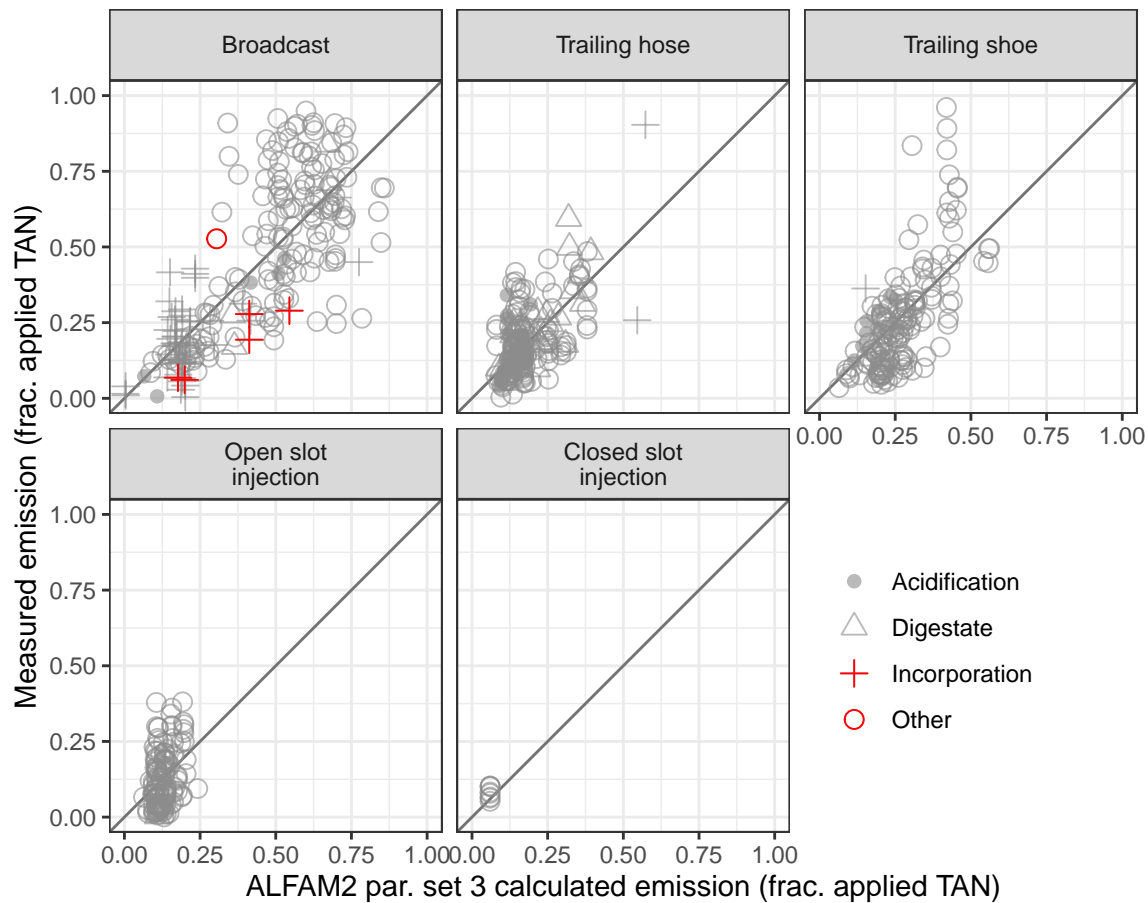 Broadcast
Trailing hose
Trailing shoe
Measured emission (frac. applied TAN)
1.00
0.75
0.50
0.25
0.00
0.00 0.25 0.50 0.75 1.00
Open slot
injection
Closed slot
injection
1.00
0.75
0.50
0.25
0.00
0.00 0.25 0.50 0.75 1.00
0.00 0.25 0.50 0.75 1.00
Acidification
Digestate
Incorporation
Other
ALFAM2 par. set 3 calculated emission (frac. applied TAN)